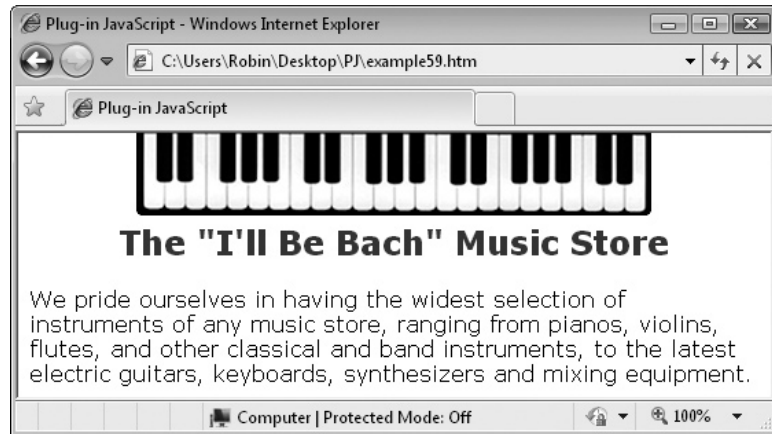 Plug-in JavaScript - Windows Internet Explorer
C:\Users\Robin\Desktop\PJ\example59.htm
Plug-in JavaScript
The "I'll Be Bach" Music Store
We pride ourselves in having the widest selection of
instruments of any music store, ranging from pianos, violins,
flutes, and other classical and band instruments, to the latest
electric guitars, keyboards, synthesizers and mixing equipment.
Computer | Protected Mode: Off
100%